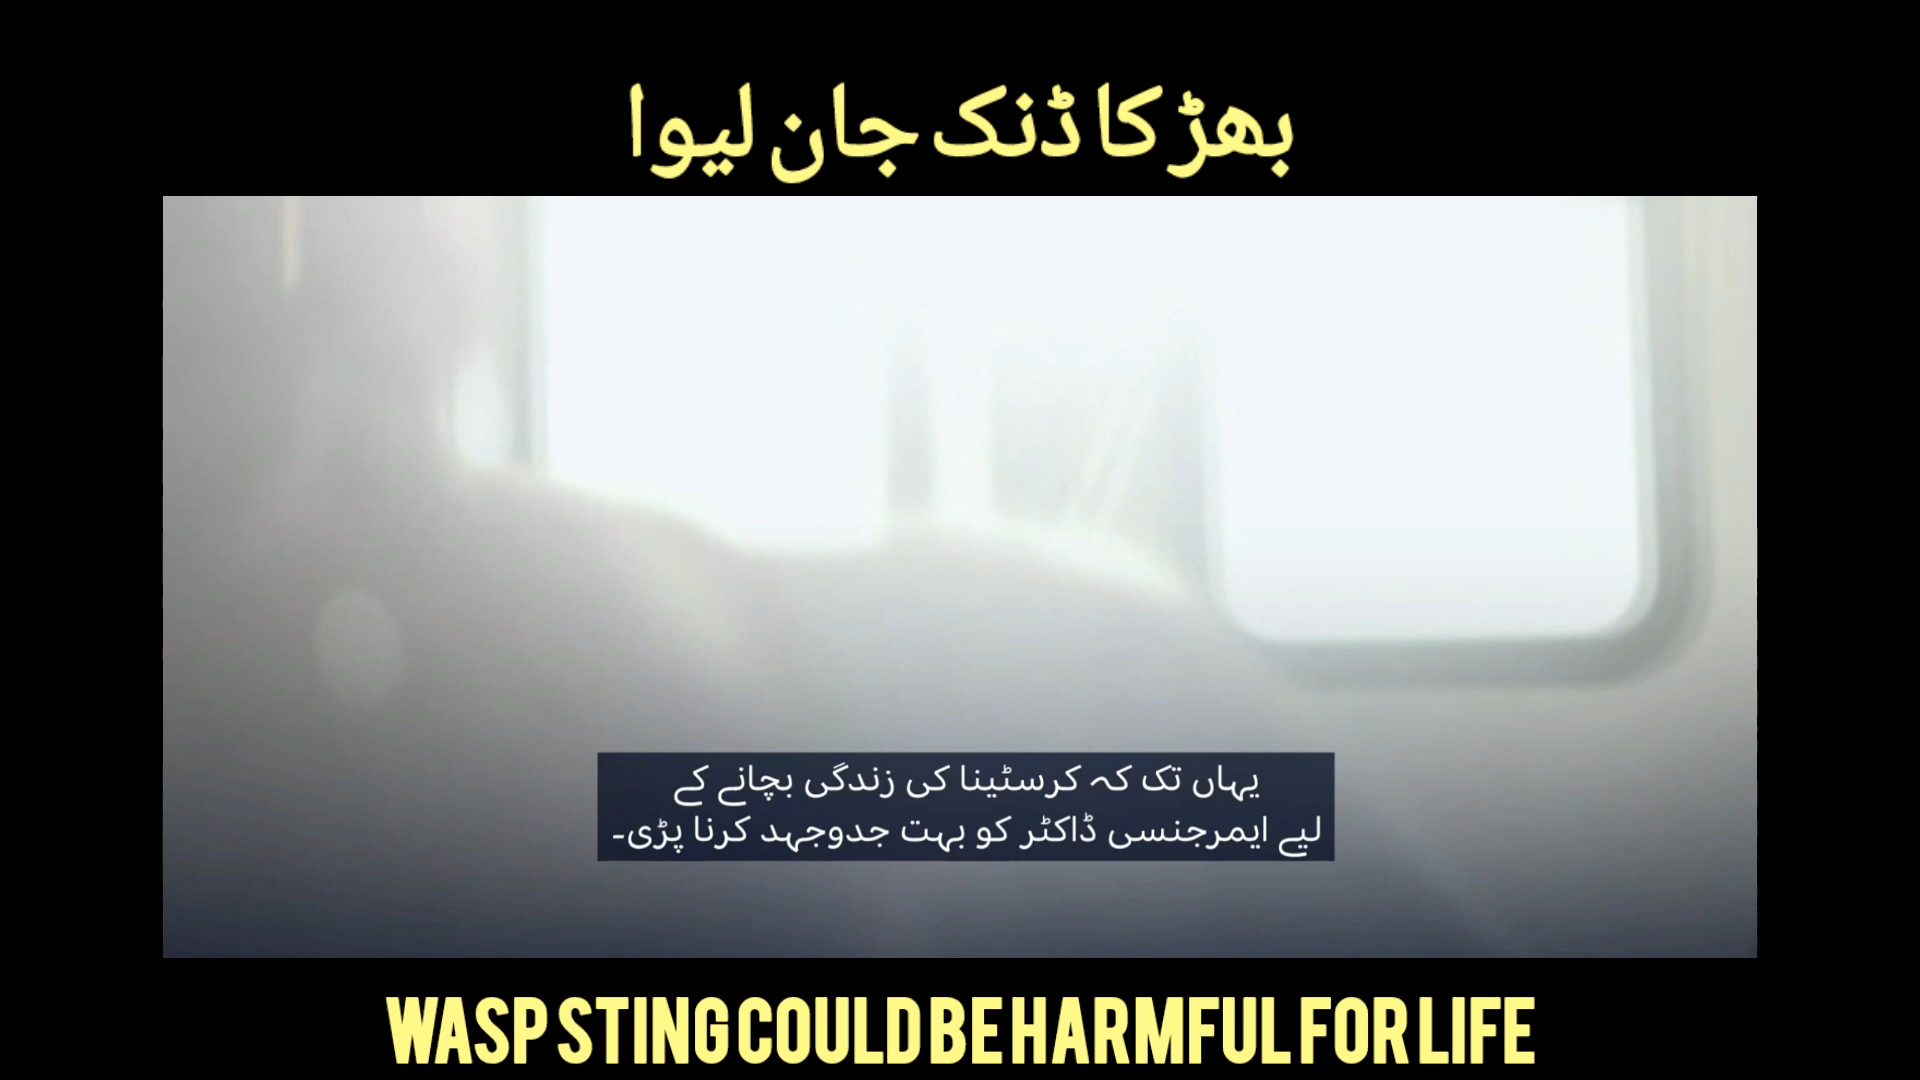 بھڑ کا ڈنک جان لیوا
یہاں تک کہ کرسٹینا کی زندگی بچانے کے
لیے ایمرجنسی ڈاکٹر کو بہت جدوجہد کرنا پڑی۔
WASP STING COULD BE HARMFUL FOR LIFE